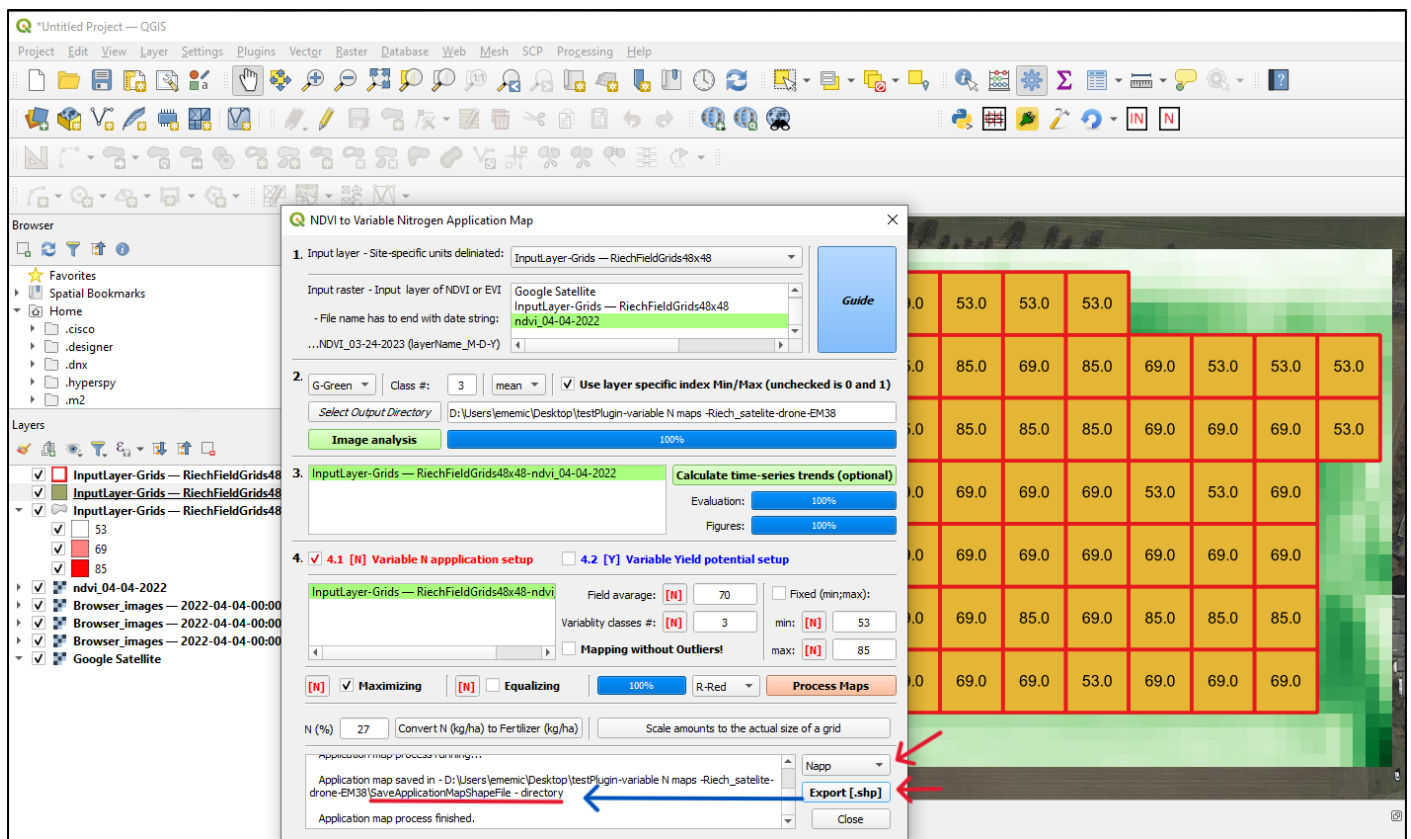 *Untitled Project — QGIS
Project Edit View Layer Settings Plugins Vector Raster Database Web Mesh SCP Processing Help
IN N
Browser
Favorites
Spatial Bookmarks
Home
.cisco
.designer
.dnx
.hyperspy
.m2
Layers
InputLayer-Grids — RiechFieldGrids48
InputLayer-Grids — RiechFieldGrids48
InputLayer-Grids — RiechFieldGrids48
53
69
85
ndvi_04-04-2022
Browser_images — 2022-04-04-00:00
Browser_images — 2022-04-04-00:00
Browser_images — 2022-04-04-00:00
Google Satellite
NDVI to Variable Nitrogen Application Map
1. Input layer - Site-specific units deliniated: InputLayer-Grids — RiechFieldGrids48x48
Input raster - Input layer of NDVI or EVI
- File name has to end with date string:
...NDVI_03-24-2023 (layerName_M-D-Y)
Google Satellite
InputLayer-Grids — RiechFieldGrids48x48
ndvi_04-04-2022
Guide
2. G-Green Class #: 3 mean Use layer specific index Min/Max (unchecked is 0 and 1)
Select Output Directory D:\Users\ememic\Desktop\testPlugin-variable N maps -Riech_satelite-drone-EM38
Image analysis 100%
3. InputLayer-Grids — RiechFieldGrids48x48-ndvi_04-04-2022
Calculate time-series trends (optional)
Evaluation: 100%
Figures: 100%
4. 4.1 [N] Variable N appplication setup 4.2 [Y] Variable Yield potential setup
InputLayer-Grids — RiechFieldGrids48x48-ndvi
Field avarage: [N] 70 Fixed (min;max):
Variablity classes #: [N] 3 min: [N] 53
Mapping without Outliers! max: [N] 85
[N] Maximizing [N] Equalizing 100% R-Red Process Maps
N (%) 27 Convert N (kg/ha) to Fertilizer (kg/ha) Scale amounts to the actual size of a grid
Application map process running...
Application map saved in - D:\Users\ememic\Desktop\testPlugin-variable N maps -Riech_satelite-
drone-EM38\SaveApplicationMapShapeFile - directory
Application map process finished.
Napp
Export [.shp]
Close
53.0 53.0 53.0
85.0 69.0 85.0 69.0 53.0 53.0 53.0
85.0 85.0 85.0 69.0 69.0 69.0 53.0
69.0 69.0 69.0 53.0 53.0 69.0
69.0 69.0 69.0 69.0 69.0 69.0
85.0 69.0 85.0 85.0 85.0 69.0
69.0 69.0 53.0 69.0 69.0 69.0